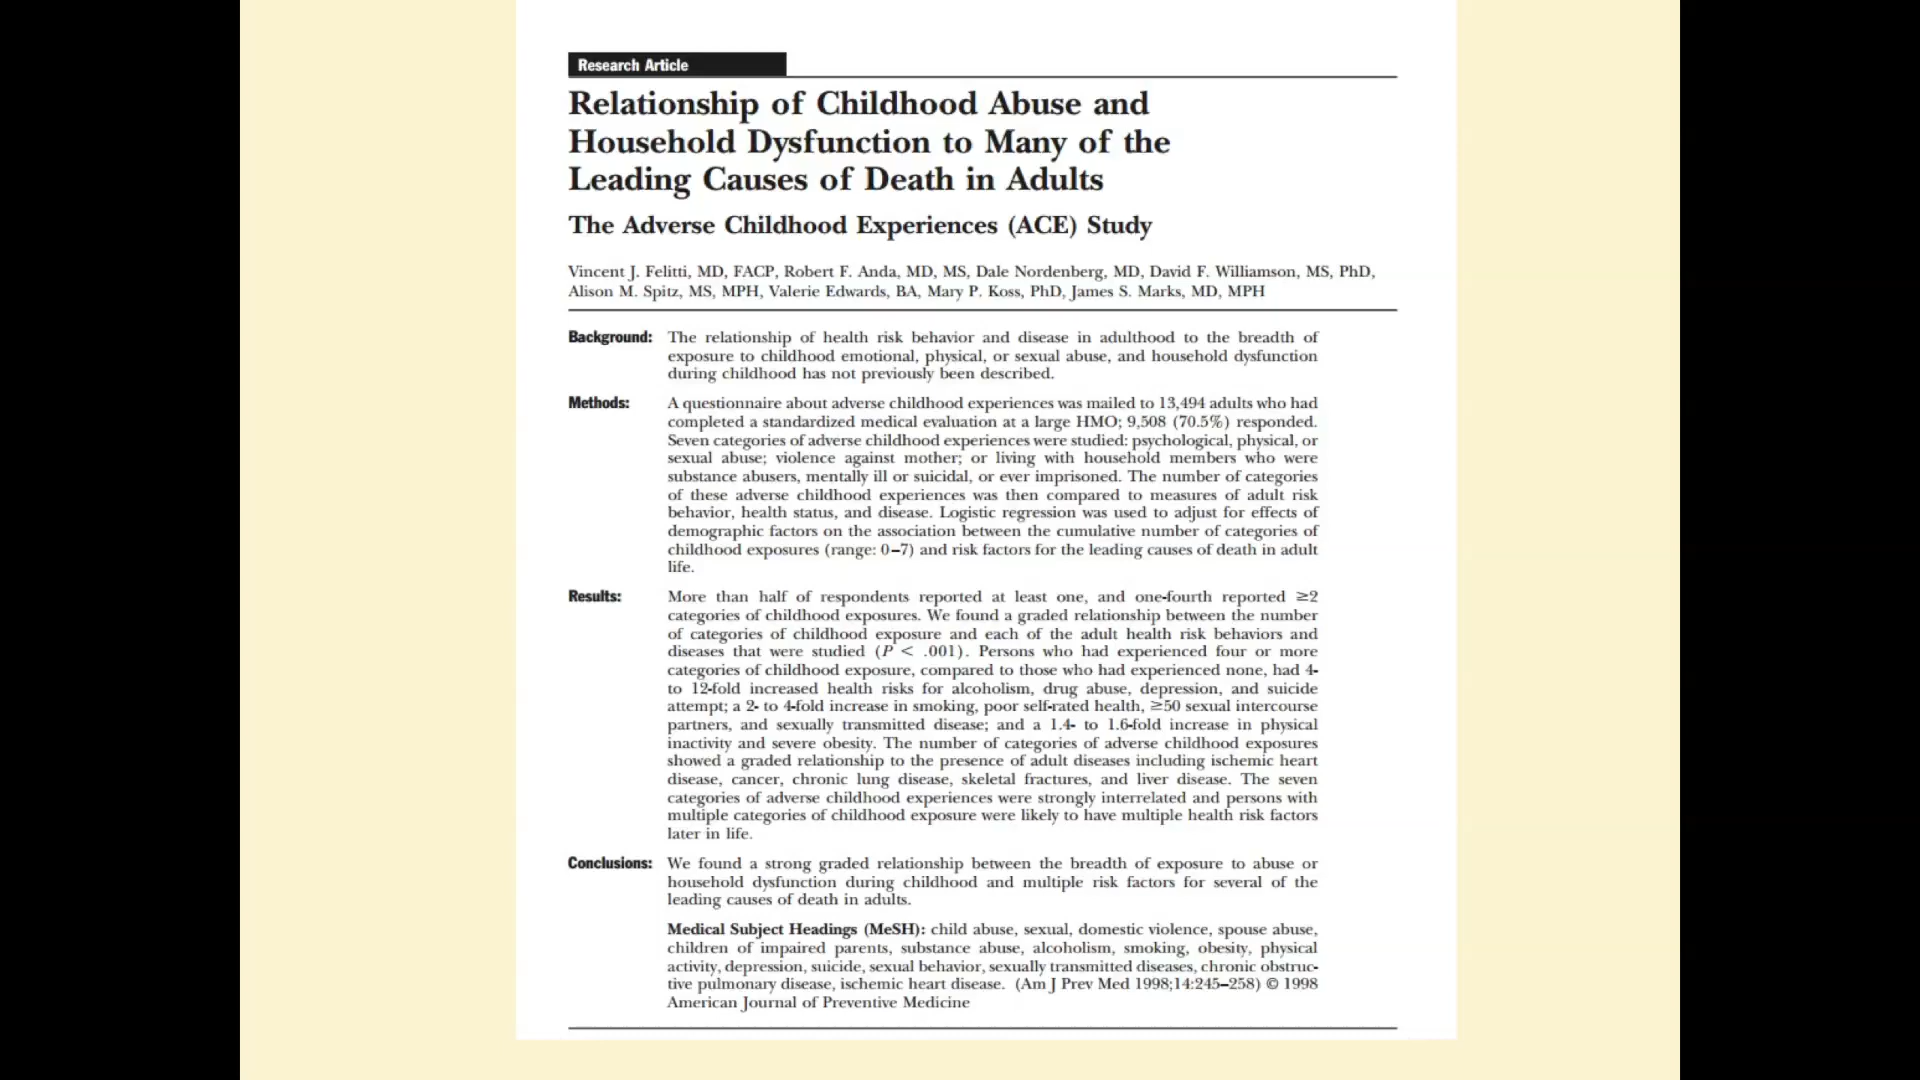 Research Article
Relationship of Childhood Abuse and
Household Dysfunction to Many of the
Leading Causes of Death in Adults
The Adverse Childhood Experiences (ACE) Study
Vincent J. Felitti, MD, FACP, Robert F. Anda, MD, MS, Dale Nordenberg, MD, David F. Williamson, MS, PhD,
Alison M. Spitz, MS, MPH, Valerie Edwards, BA, Mary P. Koss, PhD, James S. Marks, MD, MPH
Background: The relationship of health risk behavior and disease in adulthood to the breadth of
exposure to childhood emotional, physical, or sexual abuse, and household dysfunction
during childhood has not previously been described.
Methods: A questionnaire about adverse childhood experiences was mailed to 13,494 adults who had
completed a standardized medical evaluation at a large HMO; 9,508 (70.5%) responded.
Seven categories of adverse childhood experiences were studied: psychological, physical, or
sexual abuse; violence against mother; or living with household members who were
substance abusers, mentally ill or suicidal, or ever imprisoned. The number of categories
of these adverse childhood experiences was then compared to measures of adult risk
behavior, health status, and disease. Logistic regression was used to adjust for effects of
demographic factors on the association between the cumulative number of categories of
childhood exposures (range: 0–7) and risk factors for the leading causes of death in adult
life.
Results: More than half of respondents reported at least one, and one-fourth reported ≥2
categories of childhood exposures. We found a graded relationship between the number
of categories of childhood exposure and each of the adult health risk behaviors and
diseases that were studied (P < .001). Persons who had experienced four or more
categories of childhood exposure, compared to those who had experienced none, had 4-
to 12-fold increased health risks for alcoholism, drug abuse, depression, and suicide
attempt; a 2- to 4-fold increase in smoking, poor self-rated health, ≥50 sexual intercourse
partners, and sexually transmitted disease; and a 1.4- to 1.6-fold increase in physical
inactivity and severe obesity. The number of categories of adverse childhood exposures
showed a graded relationship to the presence of adult diseases including ischemic heart
disease, cancer, chronic lung disease, skeletal fractures, and liver disease. The seven
categories of adverse childhood experiences were strongly interrelated and persons with
multiple categories of childhood exposure were likely to have multiple health risk factors
later in life.
Conclusions: We found a strong graded relationship between the breadth of exposure to abuse or
household dysfunction during childhood and multiple risk factors for several of the
leading causes of death in adults.
Medical Subject Headings (MeSH): child abuse, sexual, domestic violence, spouse abuse,
children of impaired parents, substance abuse, alcoholism, smoking, obesity, physical
activity, depression, suicide, sexual behavior, sexually transmitted diseases, chronic obstruc-
tive pulmonary disease, ischemic heart disease. (Am J Prev Med 1998;14:245–258) © 1998
American Journal of Preventive Medicine